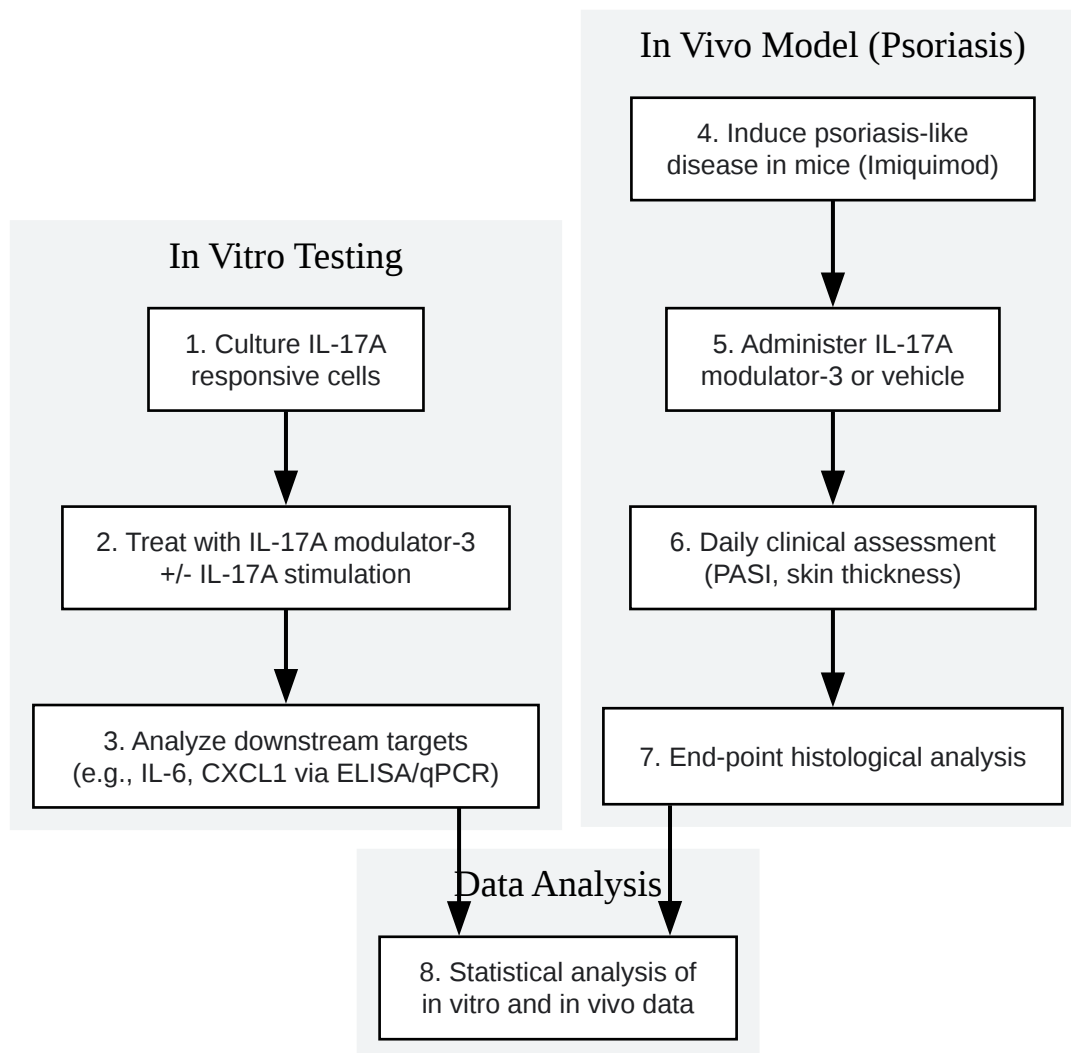 In Vitro Testing
1. Culture IL-17A
responsive cells
2. Treat with IL-17A modulator-3
+/- IL-17A stimulation
3. Analyze downstream targets
(e.g., IL-6, CXCL1 via ELISA/qPCR)
In Vivo Model (Psoriasis)
4. Induce psoriasis-like
disease in mice (Imiquimod)
5. Administer IL-17A
modulator-3 or vehicle
6. Daily clinical assessment
(PASI, skin thickness)
7. End-point histological analysis
Data Analysis
8. Statistical analysis of
in vitro and in vivo data